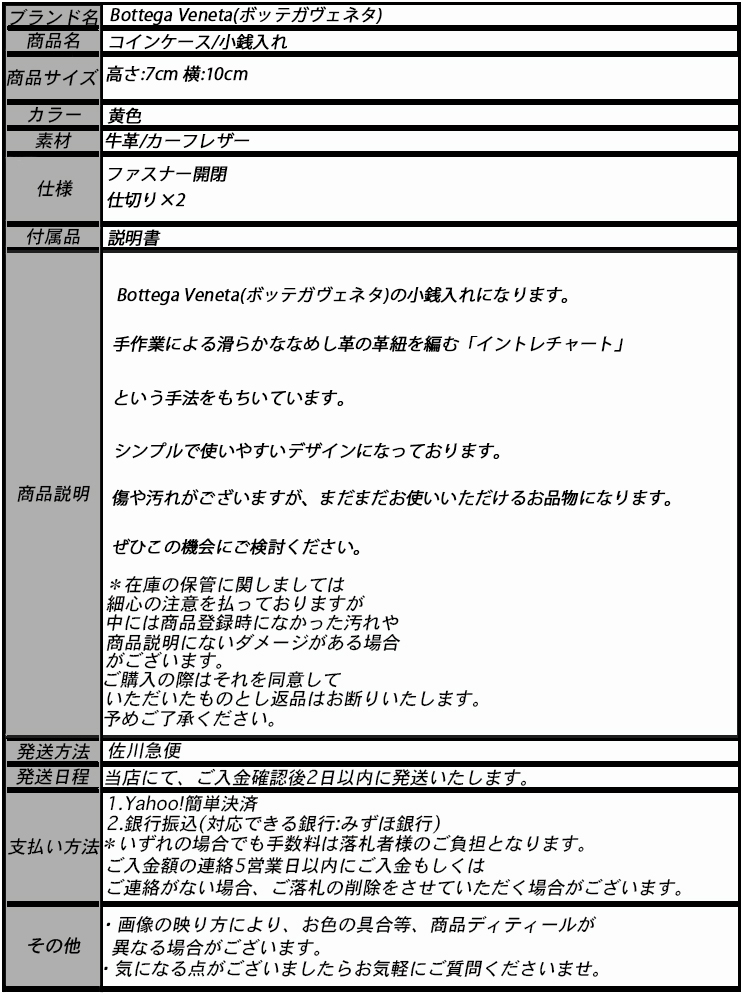 ブランド名 Bottega Veneta(ボッテガヴェネタ)
商品名 コインケース/小銭入れ
商品サイズ 高さ:7cm 横:10cm
カラー 黄色
素材 牛革/カーフレザー
仕様 ファスナー開閉
仕切り×2
付属品 説明書
商品説明
Bottega Veneta(ボッテガヴェネタ)の小銭入れになります。
手作業による滑らかななめし革の革紐を編む「イントレチャート」
という手法をもちいています。
シンプルで使いやすいデザインになっております。
傷や汚れがございますが、まだまだお使いいただけるお品物になります。
ぜひこの機会にご検討ください。
＊在庫の保管に関しましては
細心の注意を払っておりますが
中には商品登録時になかった汚れや
商品説明にないダメージがある場合
がございます。
ご購入の際はそれを同意して
いただいたものとし返品はお断りいたします。
予めご了承ください。
発送方法 佐川急便
発送日程 当店にて、ご入金確認後2日以内に発送いたします。
支払い方法
1.Yahoo!簡単決済
2.銀行振込(対応できる銀行:みずほ銀行)
＊いずれの場合でも手数料は落札者様のご負担となります。
ご入金額の連絡5営業日以内にご入金もしくは
ご連絡がない場合、ご落札の削除をさせていただく場合がございます。
その他
・画像の映り方により、お色の具合等、商品ディティールが
異なる場合がございます。
・気になる点がございましたらお気軽にご質問くださいませ。